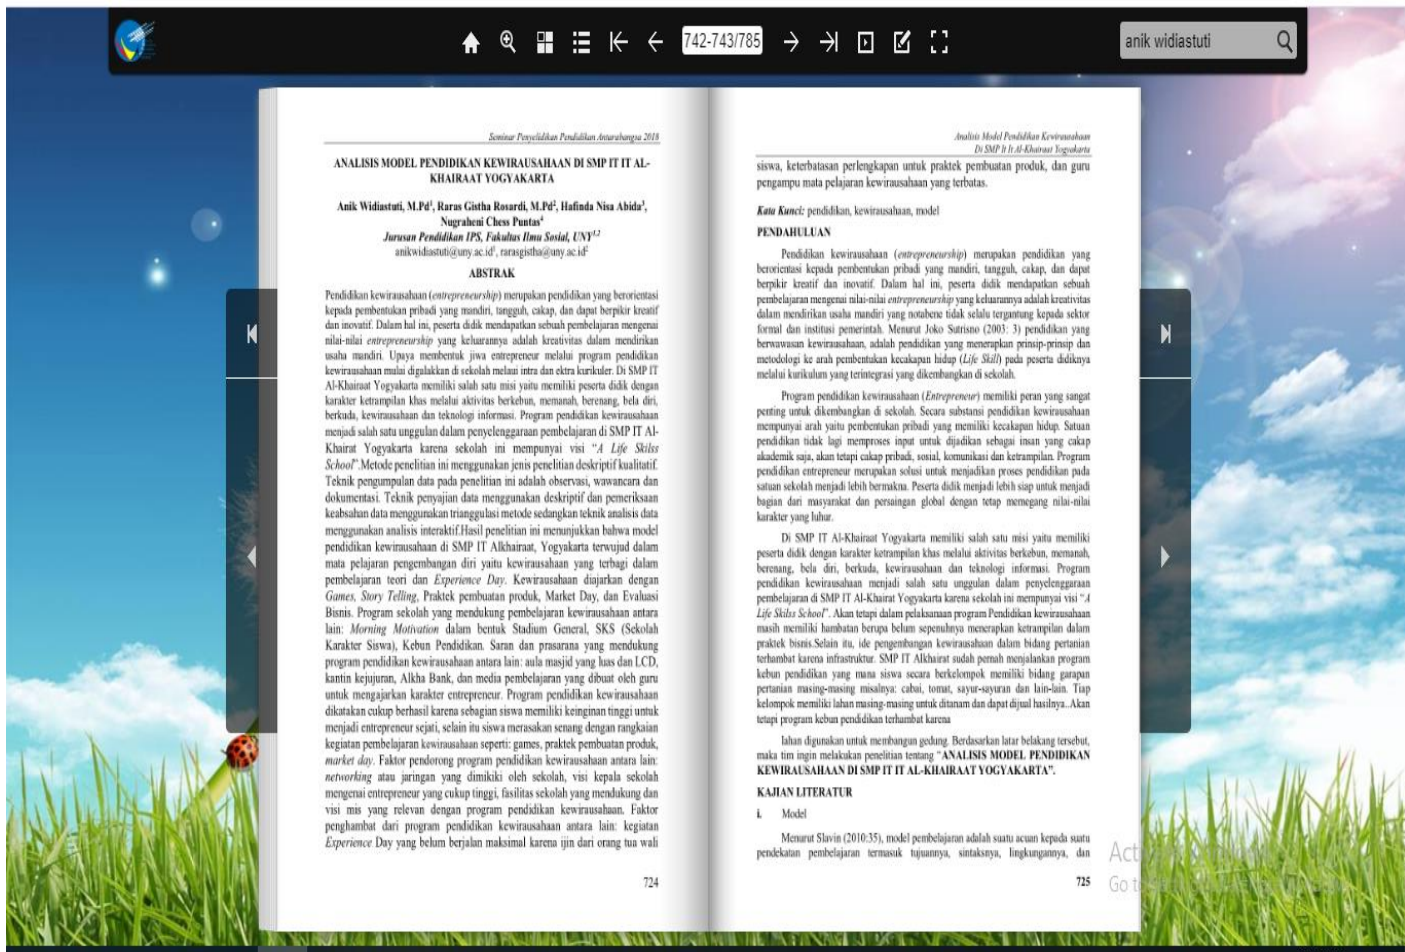 742-743/785
anik widiastuti
Seminar Penyelidikan Pendidikan Antarabangsa 2018
ANALISIS MODEL PENDIDIKAN KEWIRAUSAHAAN DI SMP IT IT AL-
KHAIRAAT YOGYAKARTA
Anik Widiastuti, M.Pd¹, Raras Gistha Rosardi, M.Pd², Hafinda Nisa Abida³,
Nugraheni Chess Puntas⁴
Jurusan Pendidikan IPS, Fakultas Ilmu Sosial, UNY¹,²
anikwidiastuti@uny.ac.id¹, rarasgistha@uny.ac.id²
ABSTRAK
Pendidikan kewirausahaan (entrepreneurship) merupakan pendidikan yang berorientasi
kepada pembentukan pribadi yang mandiri, tangguh, cakap, dan dapat berpikir kreatif
dan inovatif. Dalam hal ini, peserta didik mendapatkan sebuah pembelajaran mengenai
nilai-nilai entrepreneurship yang keluarannya adalah kreativitas dalam mendirikan
usaha mandiri. Upaya membentuk jiwa entrepreneur melalui program pendidikan
kewirausahaan mulai digalakkan di sekolah melaui intra dan ektra kurikuler. Di SMP IT
Al-Khairaat Yogyakarta memiliki salah satu misi yaitu memiliki peserta didik dengan
karakter ketrampilan khas melalui aktivitas berkebun, memanah, berenang, bela diri,
berkuda, kewirausahaan dan teknologi informasi. Program pendidikan kewirausahaan
menjadi salah satu unggulan dalam penyelenggaraan pembelajaran di SMP IT Al-
Khairat Yogyakarta karena sekolah ini mempunyai visi “A Life Skilss
School”.Metode penelitian ini menggunakan jenis penelitian deskriptif kualitatif.
Teknik pengumpulan data pada penelitian ini adalah observasi, wawancara dan
dokumentasi. Teknik penyajian data menggunakan deskriptif dan pemeriksaan
keabsahan data menggunakan trianggulasi metode sedangkan teknik analisis data
menggunakan analisis interaktif.Hasil penelitian ini menunjukkan bahwa model
pendidikan kewirausahaan di SMP IT Alkhairaat, Yogyakarta terwujud dalam
mata pelajaran pengembangan diri yaitu kewirausahaan yang terbagi dalam
pembelajaran teori dan Experience Day. Kewirausahaan diajarkan dengan
Games, Story Telling, Praktek pembuatan produk, Market Day, dan Evaluasi
Bisnis. Program sekolah yang mendukung pembelajaran kewirausahaan antara
lain: Morning Motivation dalam bentuk Stadium General, SKS (Sekolah
Karakter Siswa), Kebun Pendidikan. Saran dan prasarana yang mendukung
program pendidikan kewirausahaan antara lain: aula masjid yang luas dan LCD,
kantin kejujuran, Alkha Bank, dan media pembelajaran yang dibuat oleh guru
untuk mengajarkan karakter entrepreneur. Program pendidikan kewirausahaan
dikatakan cukup berhasil karena sebagian siswa memiliki keinginan tinggi untuk
menjadi entrepreneur sejati, selain itu siswa merasakan senang dengan rangkaian
kegiatan pembelajaran kewirausahaan seperti: games, praktek pembuatan produk,
market day. Faktor pendorong program pendidikan kewirausahaan antara lain:
networking atau jaringan yang dimikiki oleh sekolah, visi kepala sekolah
mengenai entrepreneur yang cukup tinggi, fasilitas sekolah yang mendukung dan
visi mis yang relevan dengan program pendidikan kewirausahaan. Faktor
penghambat dari program pendidikan kewirausahaan antara lain: kegiatan
Experience Day yang belum berjalan maksimal karena ijin dari orang tua wali
724
Analisis Model Pendidikan Kewirausahaan
Di SMP It It Al-Khairaat Yogyakarta
siswa, keterbatasan perlengkapan untuk praktek pembuatan produk, dan guru
pengampu mata pelajaran kewirausahaan yang terbatas.
Kata Kunci: pendidikan, kewirausahaan, model
PENDAHULUAN
Pendidikan kewirausahaan (entrepreneurship) merupakan pendidikan yang
berorientasi kepada pembentukan pribadi yang mandiri, tangguh, cakap, dan dapat
berpikir kreatif dan inovatif. Dalam hal ini, peserta didik mendapatkan sebuah
pembelajaran mengenai nilai-nilai entrepreneurship yang keluarannya adalah kreativitas
dalam mendirikan usaha mandiri yang notabene tidak selalu tergantung kepada sektor
formal dan institusi pemerintah. Menurut Joko Sutrisno (2003: 3) pendidikan yang
berwawasan kewirausahaan, adalah pendidikan yang menerapkan prinsip-prinsip dan
metodologi ke arah pembentukan kecakapan hidup (Life Skill) pada peserta didiknya
melalui kurikulum yang terintegrasi yang dikembangkan di sekolah.
Program pendidikan kewirausahaan (Entrepreneur) memiliki peran yang sangat
penting untuk dikembangkan di sekolah. Secara substansi pendidikan kewirausahaan
mempunyai arah yaitu pembentukan pribadi yang memiliki kecakapan hidup. Satuan
pendidikan tidak lagi memproses input untuk dijadikan sebagai insan yang cakap
akademik saja, akan tetapi cakap pribadi, sosial, komunikasi dan ketrampilan. Program
pendidikan entrepreneur merupakan solusi untuk menjadikan proses pendidikan pada
satuan sekolah menjadi lebih bermakna. Peserta didik menjadi lebih siap untuk menjadi
bagian dari masyarakat dan persaingan global dengan tetap memegang nilai-nilai
karakter yang luhur.
Di SMP IT Al-Khairaat Yogyakarta memiliki salah satu misi yaitu memiliki
peserta didik dengan karakter ketrampilan khas melalui aktivitas berkebun, memanah,
berenang, bela diri, berkuda, kewirausahaan dan teknologi informasi. Program
pendidikan kewirausahaan menjadi salah satu unggulan dalam penyelenggaraan
pembelajaran di SMP IT Al-Khairat Yogyakarta karena sekolah ini mempunyai visi “A
Life Skilss School”. Akan tetapi dalam pelaksanaan program Pendidikan kewirausahaan
masih memiliki hambatan berupa belum sepenuhnya menerapkan ketrampilan dalam
praktek bisnis.Selain itu, ide pengembangan kewirausahaan dalam bidang pertanian
terhambat karena infrastruktur. SMP IT Alkhairat sudah pernah menjalankan program
kebun pendidikan yang mana siswa secara berkelompok memiliki bidang garapan
pertanian masing-masing misalnya: cabai, tomat, sayur-sayuran dan lain-lain. Tiap
kelompok memiliki lahan masing-masing untuk ditanam dan dapat dijual hasilnya..Akan
tetapi program kebun pendidikan terhambat karena
lahan digunakan untuk membangun gedung. Berdasarkan latar belakang tersebut,
maka tim ingin melakukan penelitian tentang “ANALISIS MODEL PENDIDIKAN
KEWIRAUSAHAAN DI SMP IT IT AL-KHAIRAAT YOGYAKARTA”.
KAJIAN LITERATUR
i. Model
Menurut Slavin (2010:35), model pembelajaran adalah suatu acuan kepada suatu
pendekatan pembelajaran termasuk tujuannya, sintaksnya, lingkungannya, dan
725
Go